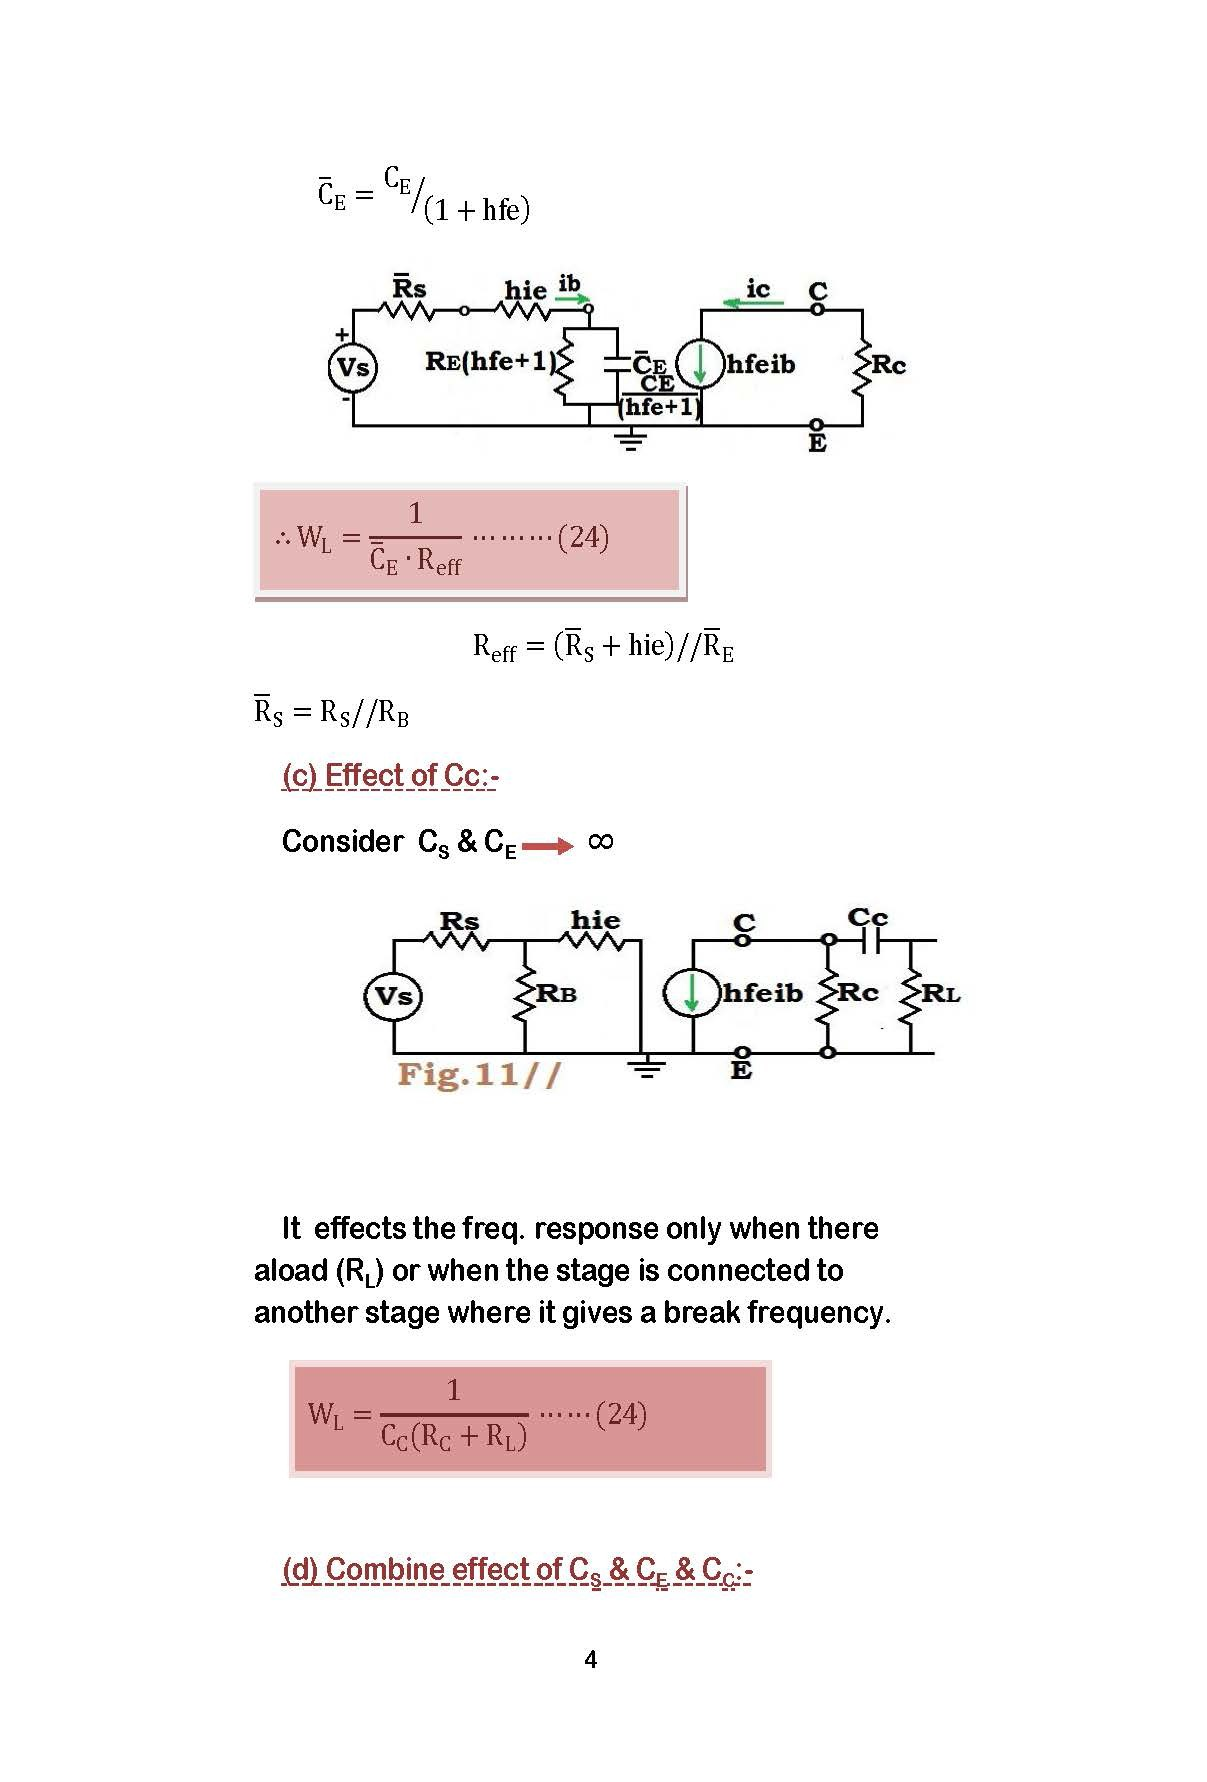 C̅E = CE/(1 + hfe)
R̅s hie ib ic C
+ Vs - RE(hfe+1) C̅E CE/(hfe+1) hfeib Rc
E
∴ WL = 1/(C̅E · Reff) ⋯⋯⋯(24)
Reff = (R̅S + hie)//R̅E
R̅S = RS//RB
(c) Effect of Cc:-
Consider CS & CE → ∞
Rs hie C Cc
Vs RB hfeib Rc RL
E
Fig.11//
It effects the freq. response only when there
aload (RL) or when the stage is connected to
another stage where it gives a break frequency.
WL = 1/(CC(RC + RL)) ⋯⋯(24)
(d) Combine effect of CS & CE & CC:-
4